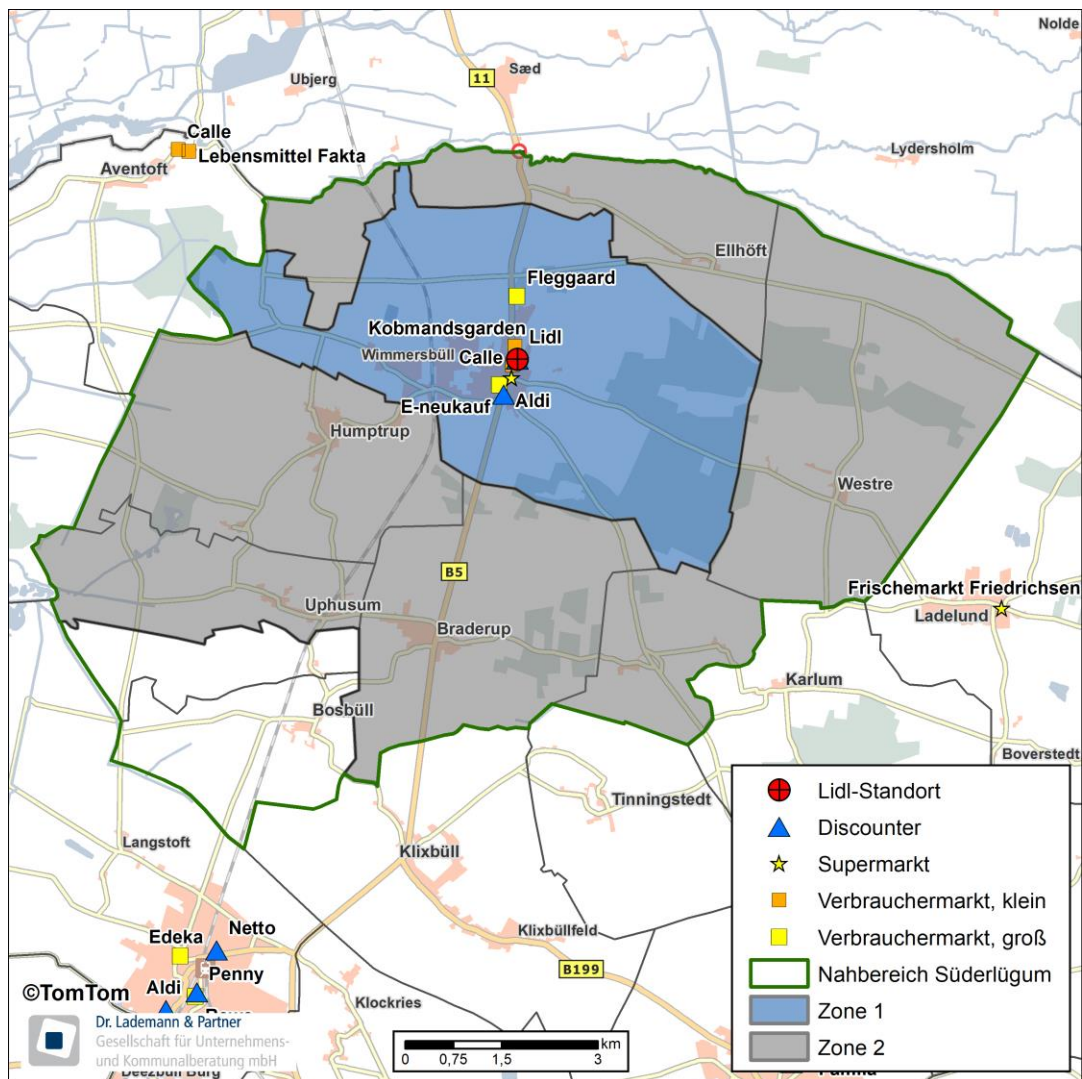 Nolde
Sæd
11
Ubjerg
Calle
Lebensmittel Fakta
Aventoft
Lydersholm
Ellhöft
Fleggaard
Kobmandsgarden
Lidl
Wimmersbüll
Calle
E-neukauf
Aldi
Humptrup
Westre
B5
Frischemarkt Friedrichsen
Ladelund
Uphusum
Braderup
Karlum
Bosbüll
Boverstedt
Tinningstedt
Langstoft
Klixbüll
Klixbüllfeld
B199
Klockries
Edeka
Netto
Penny
Aldi
©TomTom
Dr. Lademann & Partner
Gesellschaft für Unternehmens-
und Kommunalberatung mbH
0 0,75 1,5 3
km
Lidl-Standort
Discounter
Supermarkt
Verbrauchermarkt, klein
Verbrauchermarkt, groß
Nahbereich Süderlügum
Zone 1
Zone 2